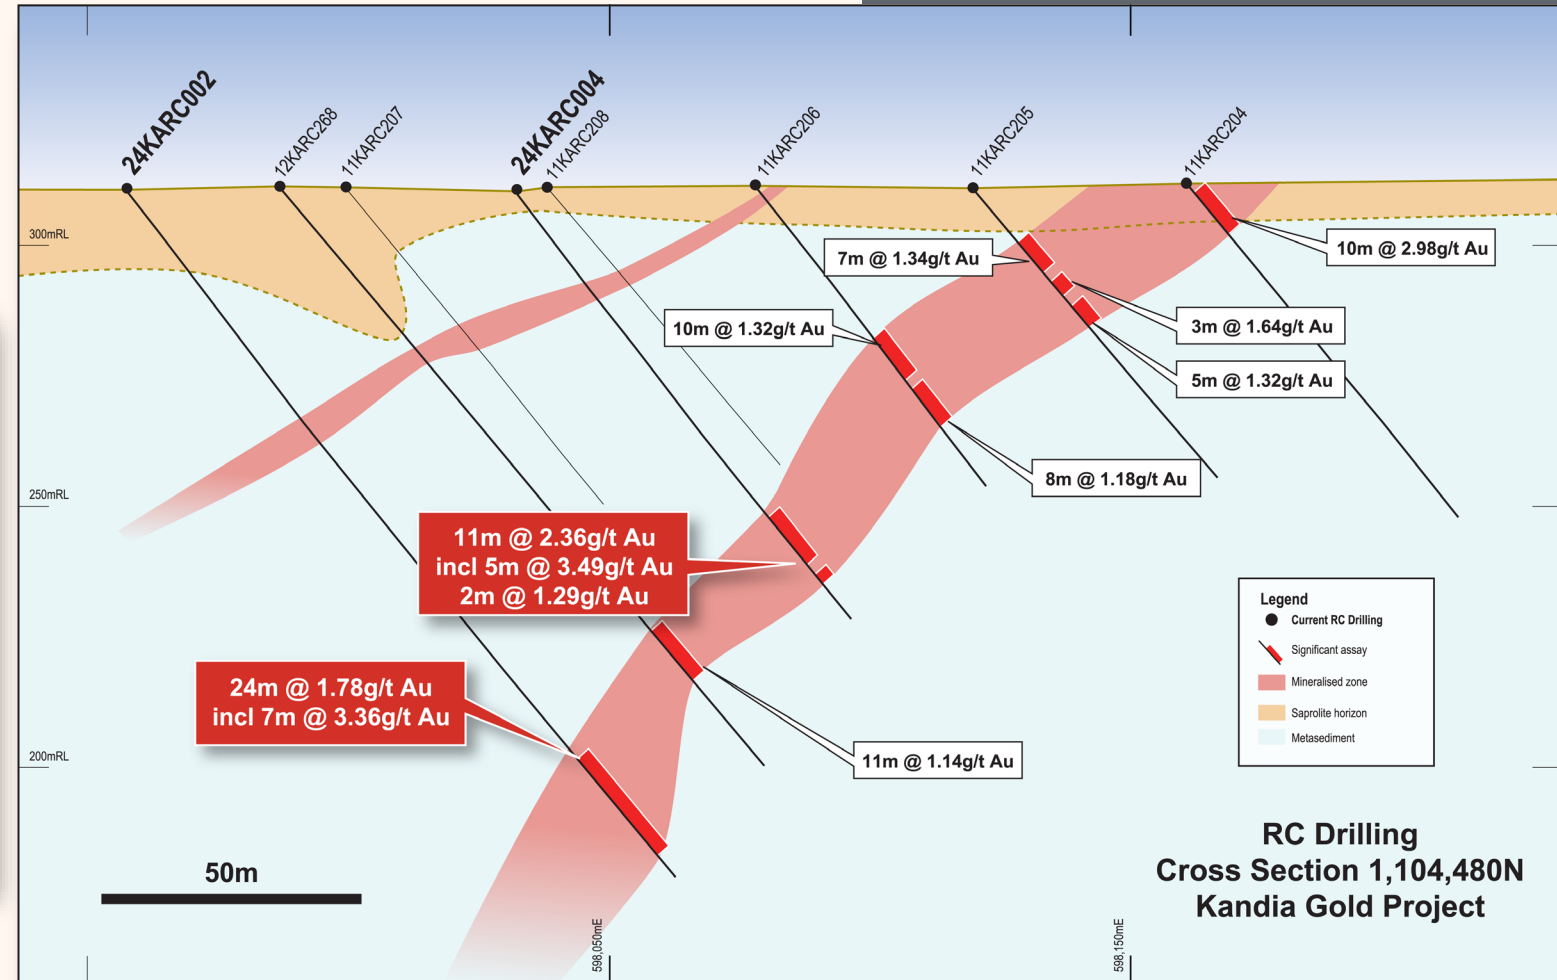 24KARC002
12KARC268
11KARC207
24KARC004
11KARC208
11KARC206
11KARC205
11KARC204
300mRL
7m @ 1.34g/t Au
10m @ 2.98g/t Au
10m @ 1.32g/t Au
3m @ 1.64g/t Au
5m @ 1.32g/t Au
8m @ 1.18g/t Au
250mRL
11m @ 2.36g/t Au
incl 5m @ 3.49g/t Au
2m @ 1.29g/t Au
24m @ 1.78g/t Au
incl 7m @ 3.36g/t Au
11m @ 1.14g/t Au
200mRL
Legend
Current RC Drilling
Significant assay
Mineralised zone
Saprolite horizon
Metasediment
RC Drilling
Cross Section 1,104,480N
Kandia Gold Project
50m
598,050mE
598,150mE